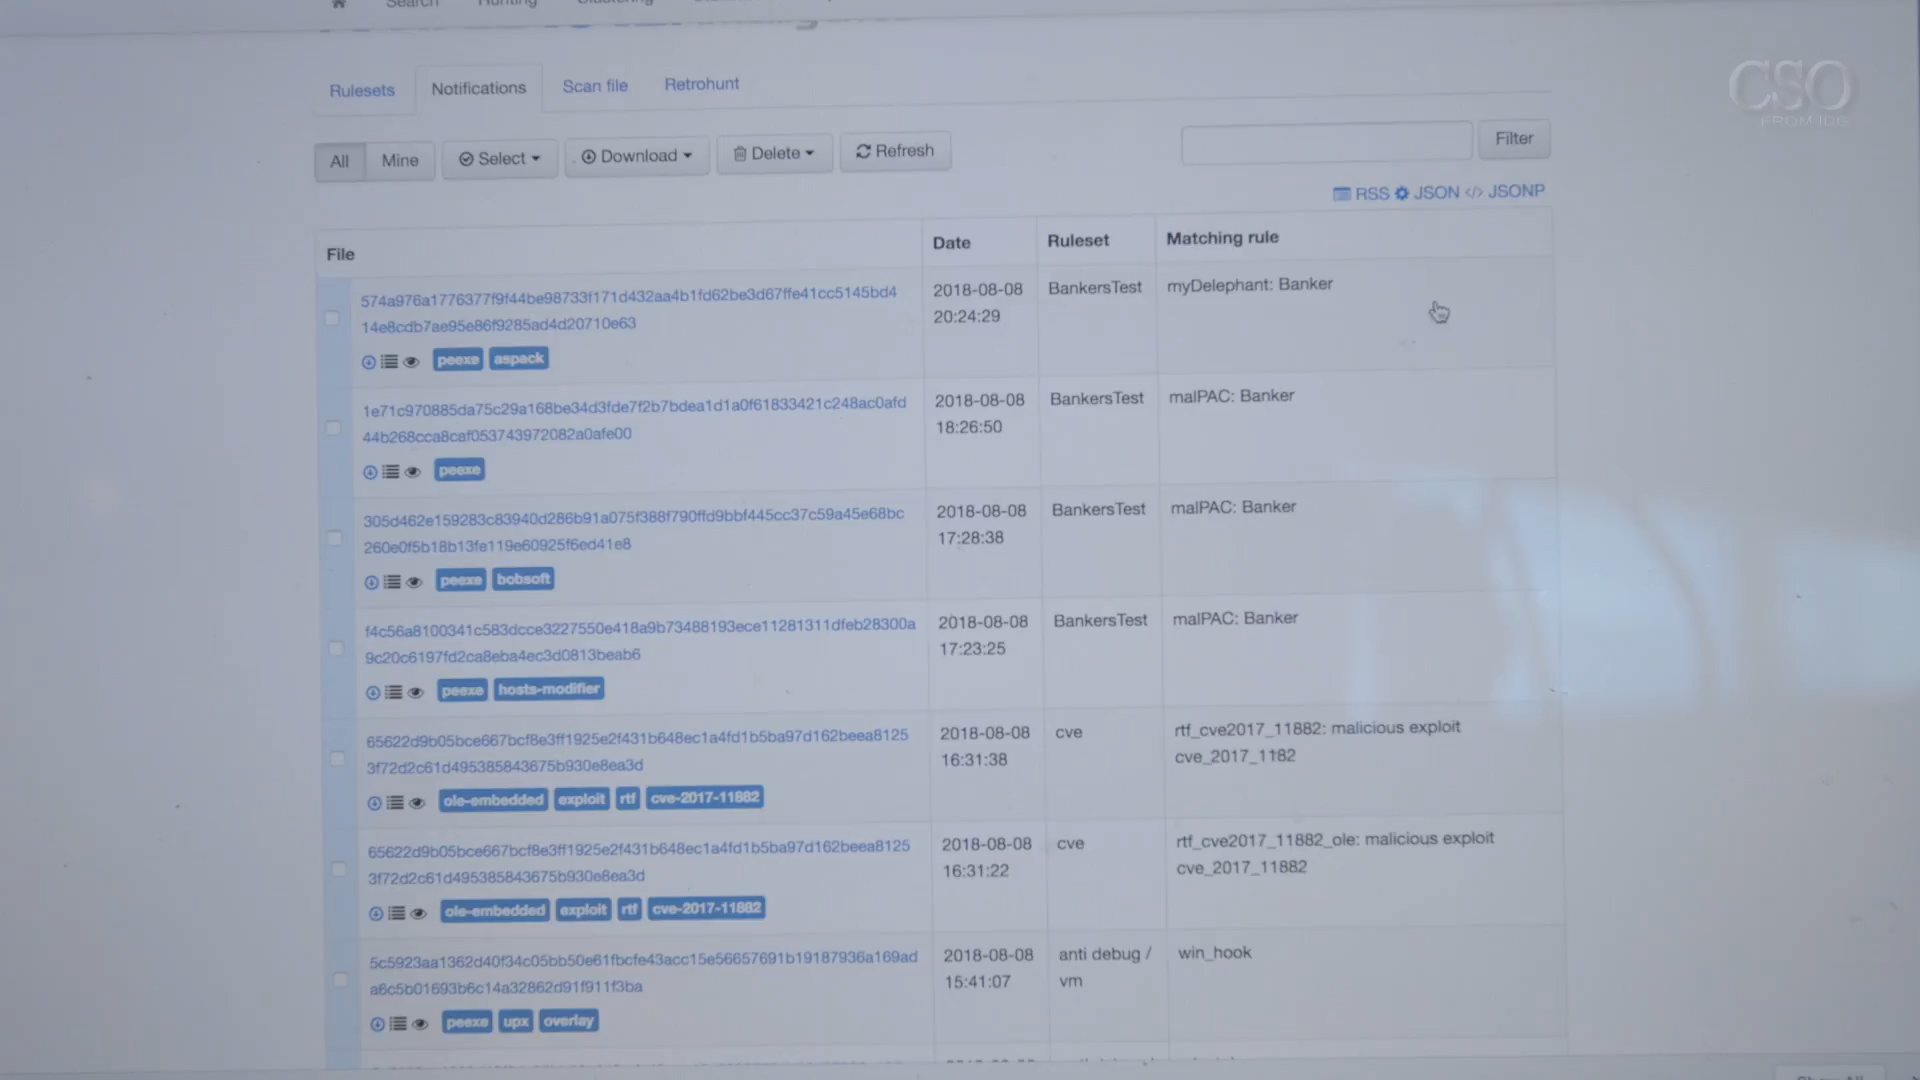 Search Hunting Clustering
Rulesets Notifications Scan file Retrohunt
All Mine Select Download Delete Refresh Filter
RSS JSON </> JSONP
File Date Ruleset Matching rule
574a976a1776377f9f44be98733f171d432aa4b1fd62be3d67ffe41cc5145bd4 2018-08-08 BankersTest myDelephant: Banker
14e8cdb7ae95e86f9285ad4d20710e63 20:24:29
peexe aspack
1e71c970885da75c29a168be34d3fde7f2b7bdea1d1a0f61833421c248ac0afd 2018-08-08 BankersTest malPAC: Banker
44b268cca8caf053743972082a0afe00 18:26:50
peexe
305d462e159283c83940d286b91a075f388f790ffd9bbf445cc37c59a45e68bc 2018-08-08 BankersTest malPAC: Banker
260e0f5b18b13fe119e60925f6ed41e8 17:28:38
peexe bobsoft
f4c56a8100341c583dcce3227550e418a9b73488193ece11281311dfeb28300a 2018-08-08 BankersTest malPAC: Banker
9c20c6197fd2ca8eba4ec3d0813beab6 17:23:25
peexe hosts-modifier
65622d9b05bce667bcf8e3ff1925e2f431b648ec1a4fd1b5ba97d162beea8125 2018-08-08 cve rtf_cve2017_11882: malicious exploit
3f72d2c61d495385843675b930e8ea3d 16:31:38 cve_2017_1182
ole-embedded exploit rtf cve-2017-11882
65622d9b05bce667bcf8e3ff1925e2f431b648ec1a4fd1b5ba97d162beea8125 2018-08-08 cve rtf_cve2017_11882_ole: malicious exploit
3f72d2c61d495385843675b930e8ea3d 16:31:22 cve_2017_11882
ole-embedded exploit rtf cve-2017-11882
5c5923aa1362d40f34c05bb50e61fbcfe43acc15e56657691b19187936a169ad 2018-08-08 anti debug / win_hook
a6c5b01693b6c14a32862d91f911f3ba 15:41:07 vm
peexe upx overlay
CSO
FROM IDG